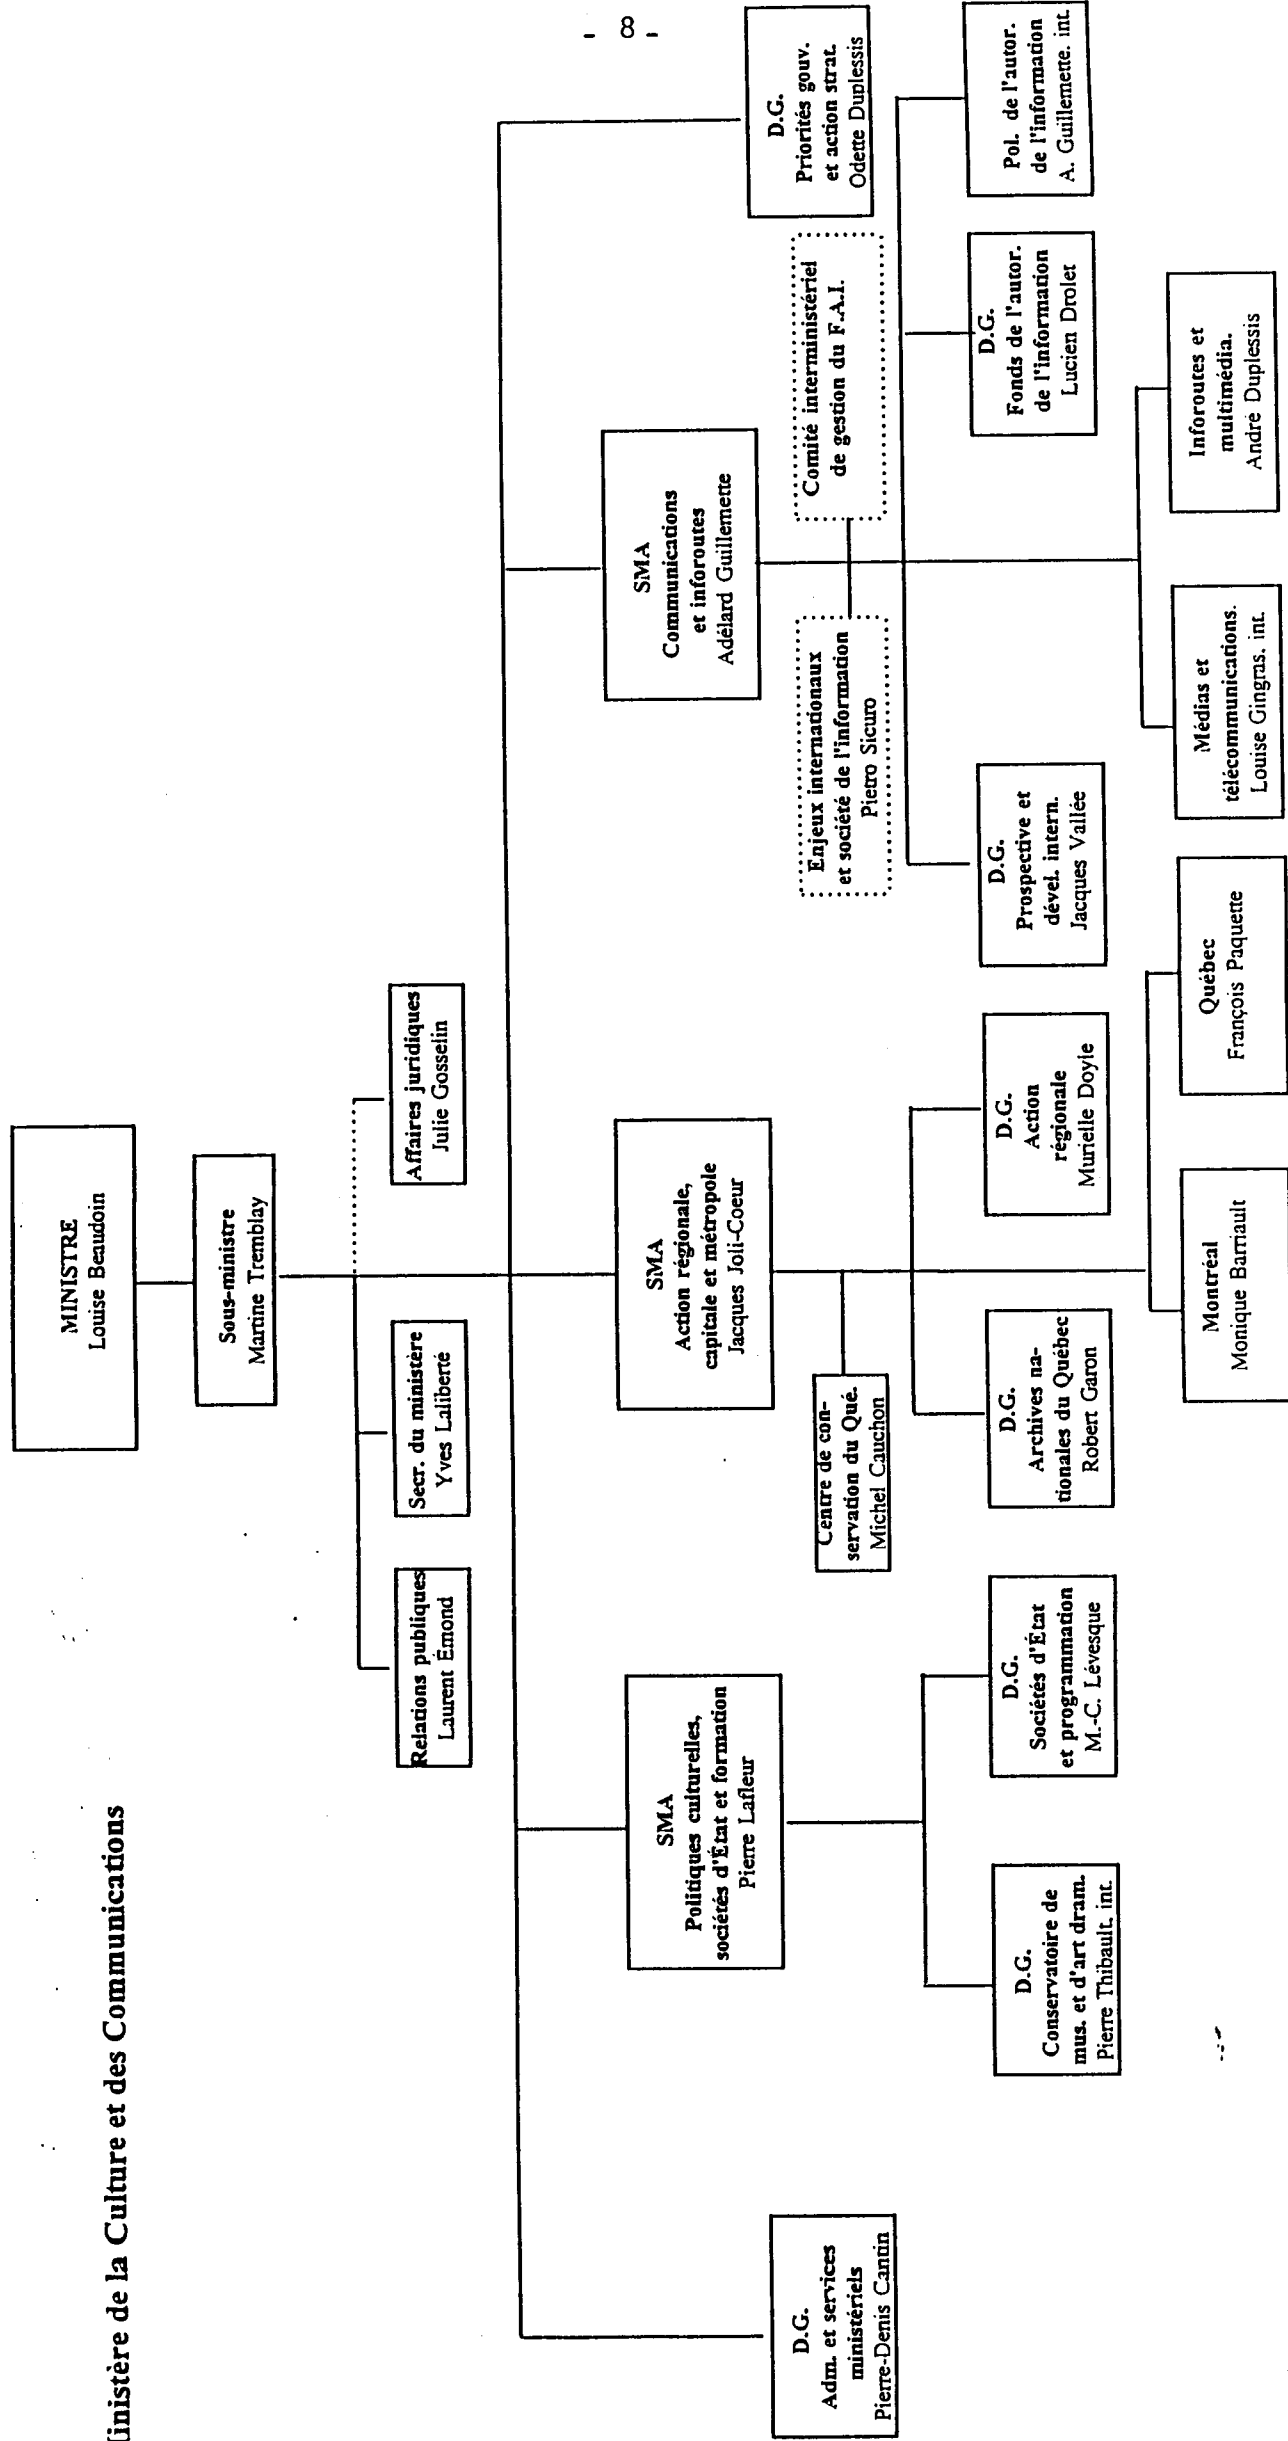 - 8 -
Ministère de la Culture et des Communications
MINISTRE
Louise Beaudoin
Sous-ministre
Martine Tremblay
Relations publiques
Laurent Émond
Secr. du ministère
Yves Laliberté
Affaires juridiques
Julie Gosselin
D.G.
Adm. et services
ministériels
Pierre-Denis Cantin
SMA
Politiques culturelles,
sociétés d'État et formation
Pierre Lafleur
SMA
Action régionale,
capitale et métropole
Jacques Joli-Coeur
SMA
Communications
et inforoutes
Adélard Guillemette
D.G.
Priorités gouv.
et action strat.
Odette Duplessis
Centre de con-
servation du Qué.
Michel Cauchon
Enjeux internationaux
et société de l'information
Pietro Sicuro
Comité interministériel
de gestion du F.A.I.
D.G.
Conservatoire de
mus. et d'art dram.
Pierre Thibault. int.
D.G.
Sociétés d'État
et programmation
M.-C. Lévesque
D.G.
Archives na-
tionales du Québec
Robert Garon
D.G.
Action
régionale
Murielle Doyle
D.G.
Prospective et
dével. intern.
Jacques Vallée
D.G.
Fonds de l'autor.
de l'information
Lucien Drolet
Pol. de l'autor.
de l'information
A. Guillemette. int.
Montréal
Monique Barriault
Québec
François Paquette
Médias et
télécommunications.
Louise Gingras. int.
Inforoutes et
multimédia.
André Duplessis